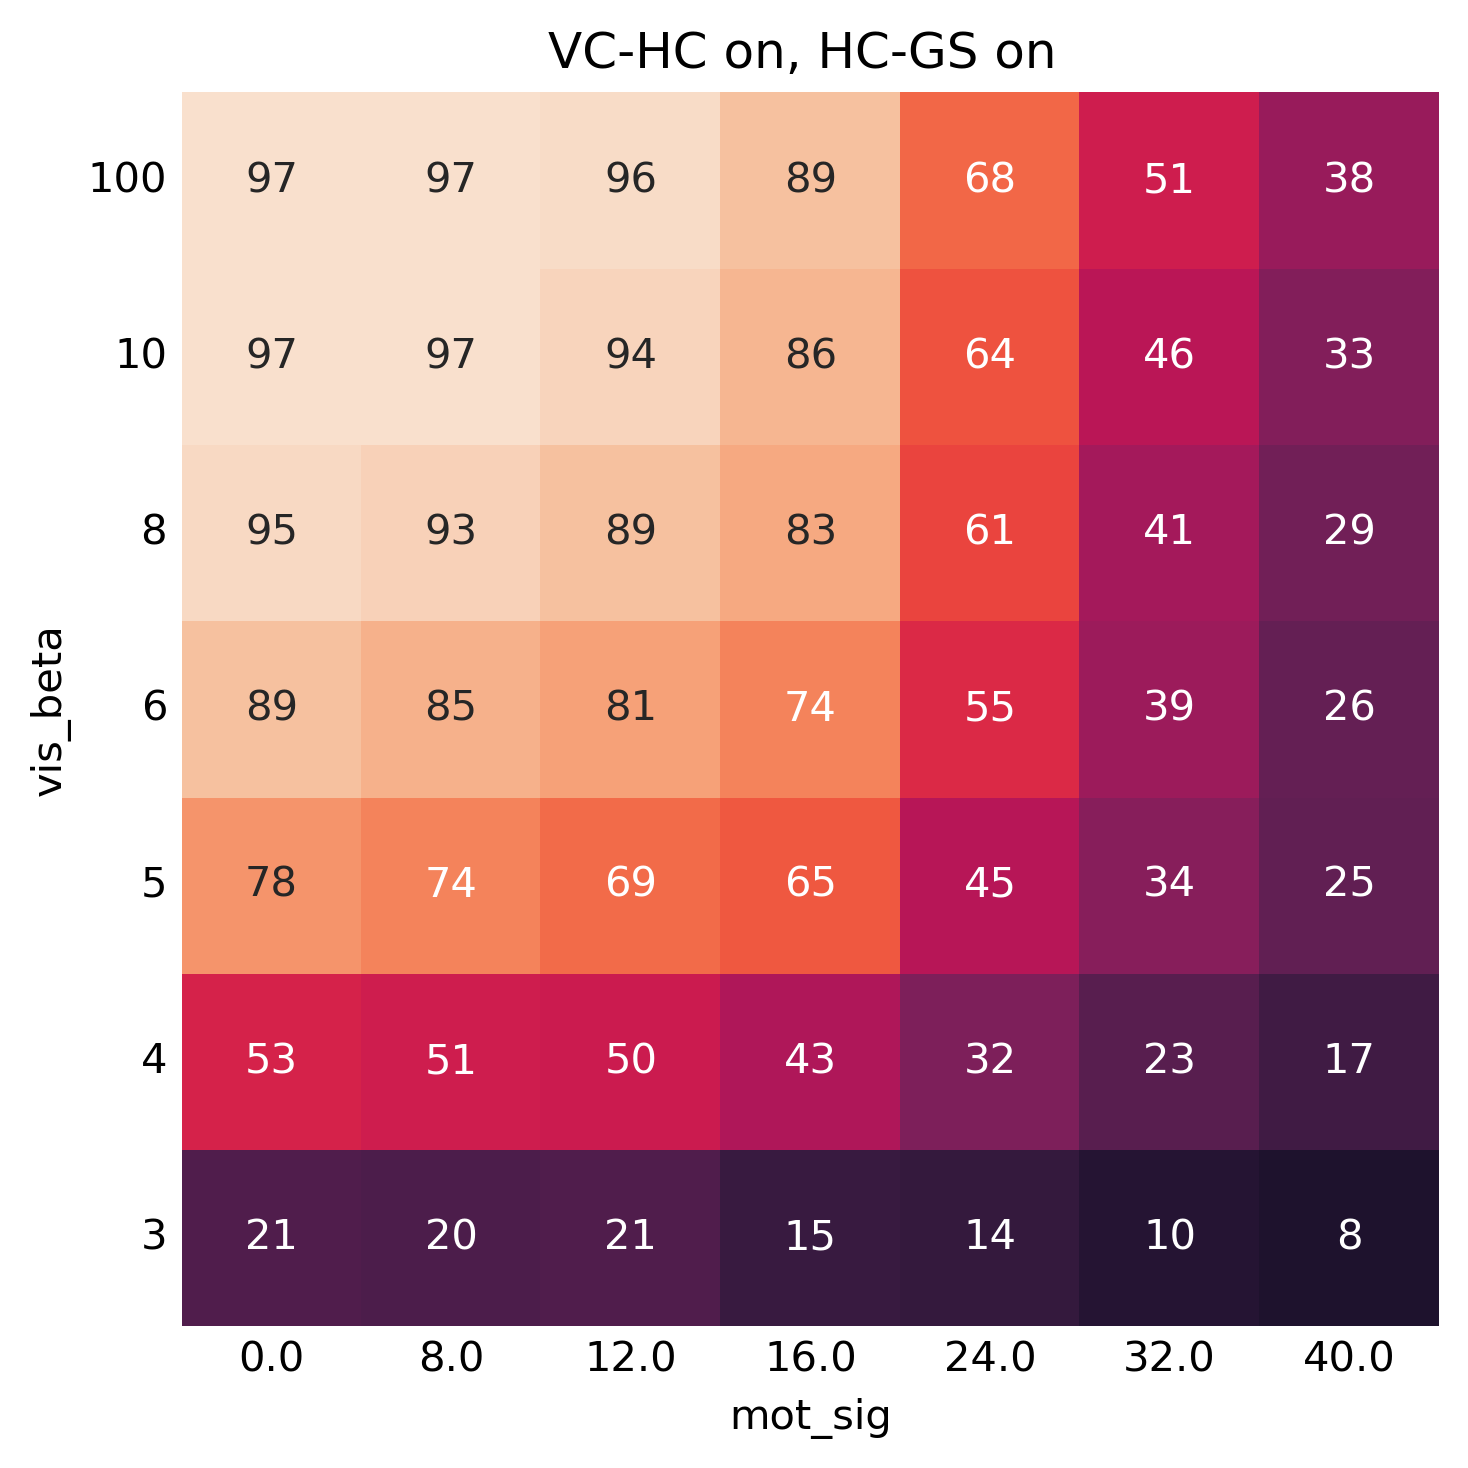 VC-HC on, HC-GS on
100 97 97 96 89 68 51 38
10 97 97 94 86 64 46 33
8 95 93 89 83 61 41 29
vis_beta
6 89 85 81 74 55 39 26
5 78 74 69 65 45 34 25
4 53 51 50 43 32 23 17
3 21 20 21 15 14 10 8
0.0 8.0 12.0 16.0 24.0 32.0 40.0
mot_sig